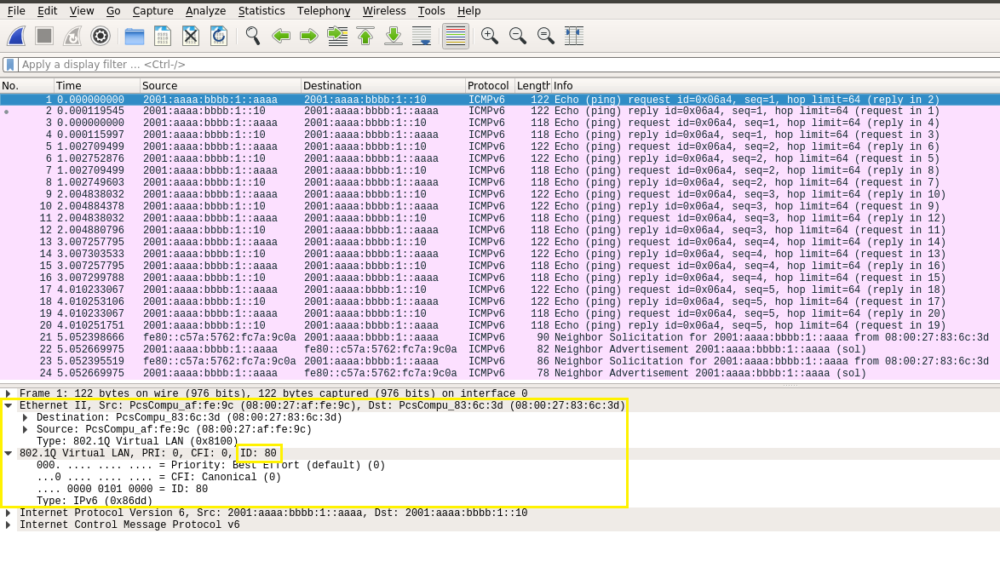 File Edit View Go Capture Analyze Statistics Telephony Wireless Tools Help
Apply a display filter … <Ctrl-/>
No. Time Source Destination Protocol Length Info
1 0.000000000 2001:aaaa:bbbb:1::aaaa 2001:aaaa:bbbb:1::10 ICMPv6 122 Echo (ping) request id=0x06a4, seq=1, hop limit=64 (reply in 2)
2 0.000119545 2001:aaaa:bbbb:1::10 2001:aaaa:bbbb:1::aaaa ICMPv6 122 Echo (ping) reply id=0x06a4, seq=1, hop limit=64 (request in 1)
3 0.000000000 2001:aaaa:bbbb:1::aaaa 2001:aaaa:bbbb:1::10 ICMPv6 118 Echo (ping) request id=0x06a4, seq=1, hop limit=64 (reply in 4)
4 0.000115997 2001:aaaa:bbbb:1::10 2001:aaaa:bbbb:1::aaaa ICMPv6 118 Echo (ping) reply id=0x06a4, seq=1, hop limit=64 (request in 3)
5 1.002709499 2001:aaaa:bbbb:1::aaaa 2001:aaaa:bbbb:1::10 ICMPv6 122 Echo (ping) request id=0x06a4, seq=2, hop limit=64 (reply in 6)
6 1.002752876 2001:aaaa:bbbb:1::10 2001:aaaa:bbbb:1::aaaa ICMPv6 122 Echo (ping) reply id=0x06a4, seq=2, hop limit=64 (request in 5)
7 1.002709499 2001:aaaa:bbbb:1::aaaa 2001:aaaa:bbbb:1::10 ICMPv6 118 Echo (ping) request id=0x06a4, seq=2, hop limit=64 (reply in 8)
8 1.002749603 2001:aaaa:bbbb:1::10 2001:aaaa:bbbb:1::aaaa ICMPv6 118 Echo (ping) reply id=0x06a4, seq=2, hop limit=64 (request in 7)
9 2.004838032 2001:aaaa:bbbb:1::aaaa 2001:aaaa:bbbb:1::10 ICMPv6 122 Echo (ping) request id=0x06a4, seq=3, hop limit=64 (reply in 10)
10 2.004884378 2001:aaaa:bbbb:1::10 2001:aaaa:bbbb:1::aaaa ICMPv6 122 Echo (ping) reply id=0x06a4, seq=3, hop limit=64 (request in 9)
11 2.004838032 2001:aaaa:bbbb:1::aaaa 2001:aaaa:bbbb:1::10 ICMPv6 118 Echo (ping) request id=0x06a4, seq=3, hop limit=64 (reply in 12)
12 2.004880796 2001:aaaa:bbbb:1::10 2001:aaaa:bbbb:1::aaaa ICMPv6 118 Echo (ping) reply id=0x06a4, seq=3, hop limit=64 (request in 11)
13 3.007257795 2001:aaaa:bbbb:1::aaaa 2001:aaaa:bbbb:1::10 ICMPv6 122 Echo (ping) request id=0x06a4, seq=4, hop limit=64 (reply in 14)
14 3.007303533 2001:aaaa:bbbb:1::10 2001:aaaa:bbbb:1::aaaa ICMPv6 122 Echo (ping) reply id=0x06a4, seq=4, hop limit=64 (request in 13)
15 3.007257795 2001:aaaa:bbbb:1::aaaa 2001:aaaa:bbbb:1::10 ICMPv6 118 Echo (ping) request id=0x06a4, seq=4, hop limit=64 (reply in 16)
16 3.007299788 2001:aaaa:bbbb:1::10 2001:aaaa:bbbb:1::aaaa ICMPv6 118 Echo (ping) reply id=0x06a4, seq=4, hop limit=64 (request in 15)
17 4.010233067 2001:aaaa:bbbb:1::aaaa 2001:aaaa:bbbb:1::10 ICMPv6 122 Echo (ping) request id=0x06a4, seq=5, hop limit=64 (reply in 18)
18 4.010253106 2001:aaaa:bbbb:1::10 2001:aaaa:bbbb:1::aaaa ICMPv6 122 Echo (ping) reply id=0x06a4, seq=5, hop limit=64 (request in 17)
19 4.010233067 2001:aaaa:bbbb:1::aaaa 2001:aaaa:bbbb:1::10 ICMPv6 118 Echo (ping) request id=0x06a4, seq=5, hop limit=64 (reply in 20)
20 4.010251751 2001:aaaa:bbbb:1::10 2001:aaaa:bbbb:1::aaaa ICMPv6 118 Echo (ping) reply id=0x06a4, seq=5, hop limit=64 (request in 19)
21 5.052398666 fe80::c57a:5762:fc7a:9c0a 2001:aaaa:bbbb:1::aaaa ICMPv6 90 Neighbor Solicitation for 2001:aaaa:bbbb:1::aaaa from 08:00:27:83:6c:3d
22 5.052669975 2001:aaaa:bbbb:1::aaaa fe80::c57a:5762:fc7a:9c0a ICMPv6 82 Neighbor Advertisement 2001:aaaa:bbbb:1::aaaa (sol)
23 5.052395519 fe80::c57a:5762:fc7a:9c0a 2001:aaaa:bbbb:1::aaaa ICMPv6 86 Neighbor Solicitation for 2001:aaaa:bbbb:1::aaaa from 08:00:27:83:6c:3d
24 5.052669975 2001:aaaa:bbbb:1::aaaa fe80::c57a:5762:fc7a:9c0a ICMPv6 78 Neighbor Advertisement 2001:aaaa:bbbb:1::aaaa (sol)
Frame 1: 122 bytes on wire (976 bits), 122 bytes captured (976 bits) on interface 0
Ethernet II, Src: PcsCompu_af:fe:9c (08:00:27:af:fe:9c), Dst: PcsCompu_83:6c:3d (08:00:27:83:6c:3d)
Destination: PcsCompu_83:6c:3d (08:00:27:83:6c:3d)
Source: PcsCompu_af:fe:9c (08:00:27:af:fe:9c)
Type: 802.1Q Virtual LAN (0x8100)
802.1Q Virtual LAN, PRI: 0, CFI: 0, ID: 80
000. .... .... .... = Priority: Best Effort (default) (0)
...0 .... .... .... = CFI: Canonical (0)
.... 0000 0101 0000 = ID: 80
Type: IPv6 (0x86dd)
Internet Protocol Version 6, Src: 2001:aaaa:bbbb:1::aaaa, Dst: 2001:aaaa:bbbb:1::10
Internet Control Message Protocol v6